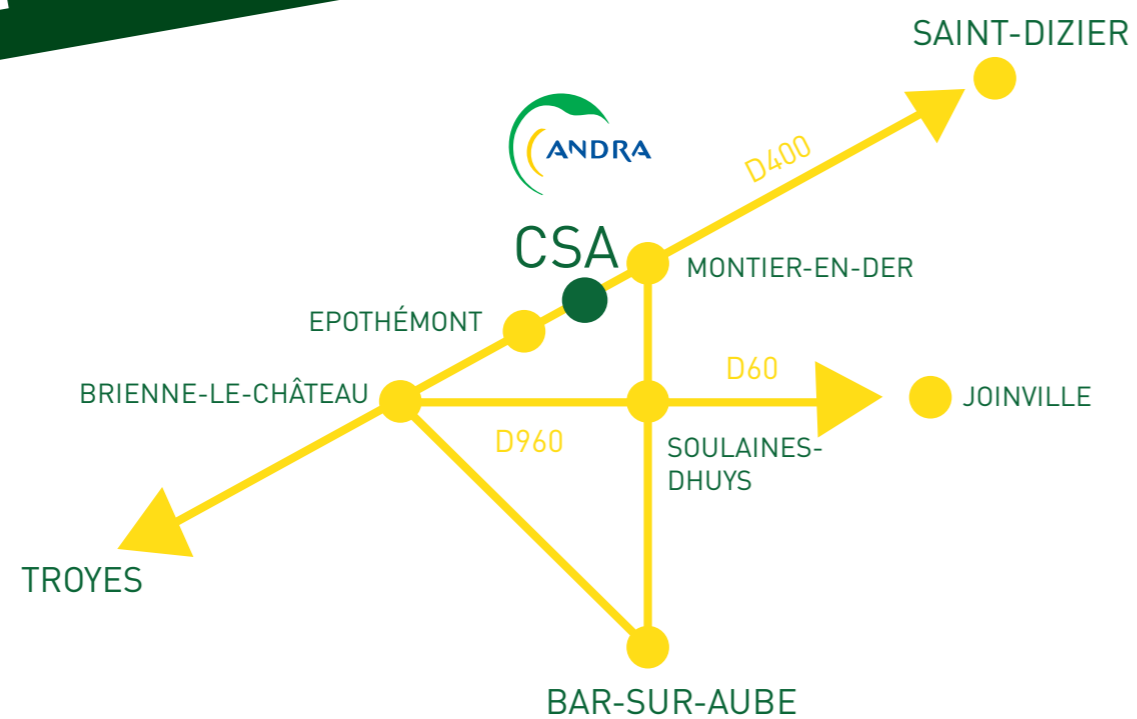 SAINT-DIZIER
ANDRA
D400
CSA
MONTIER-EN-DER
EPOTHÉMONT
D60
BRIENNE-LE-CHÂTEAU
JOINVILLE
D960
SOULAINES-
DHUYS
TROYES
BAR-SUR-AUBE